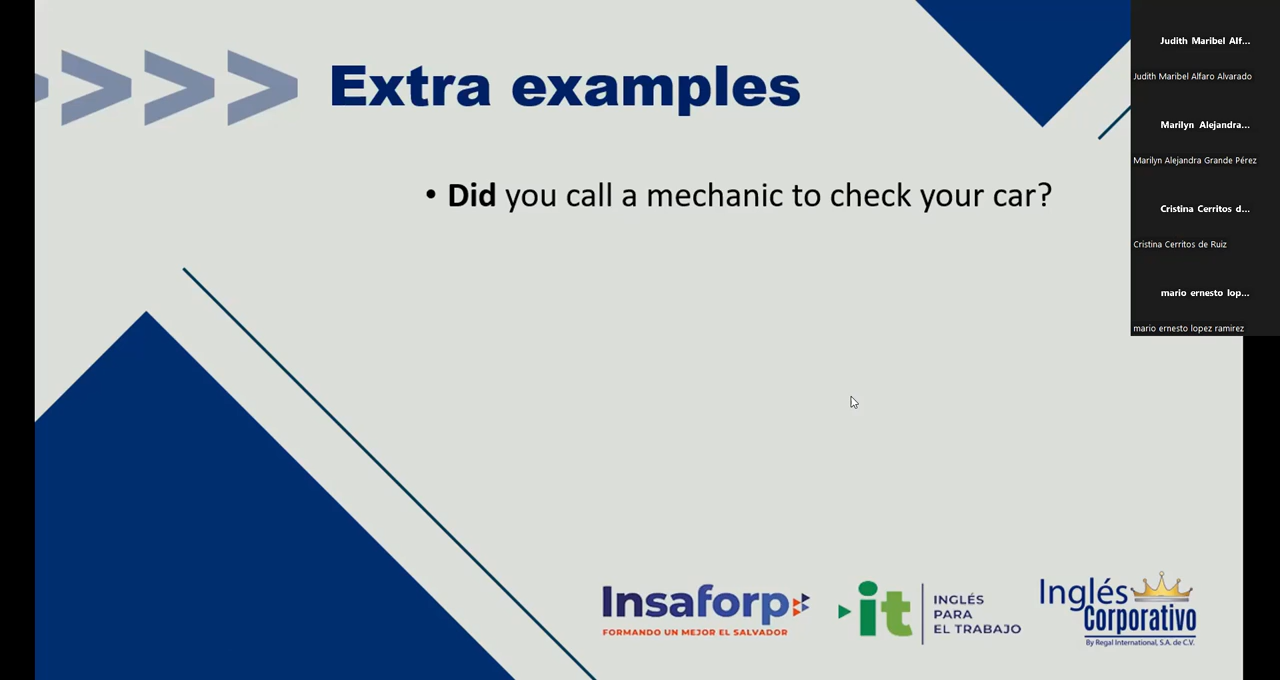 Extra examples
• Did you call a mechanic to check your car?
Judith Maribel Alf...
Judith Maribel Alfaro Alvarado
Marilyn Alejandra...
Marilyn Alejandra Grande Pérez
Cristina Cerritos d...
Cristina Cerritos de Ruiz
mario ernesto lop...
mario ernesto lopez ramirez
Insaforp
FORMANDO UN MEJOR EL SALVADOR
it
INGLÉS
PARA
EL TRABAJO
Inglés
Corporativo
By Regal International, S.A. de C.V.